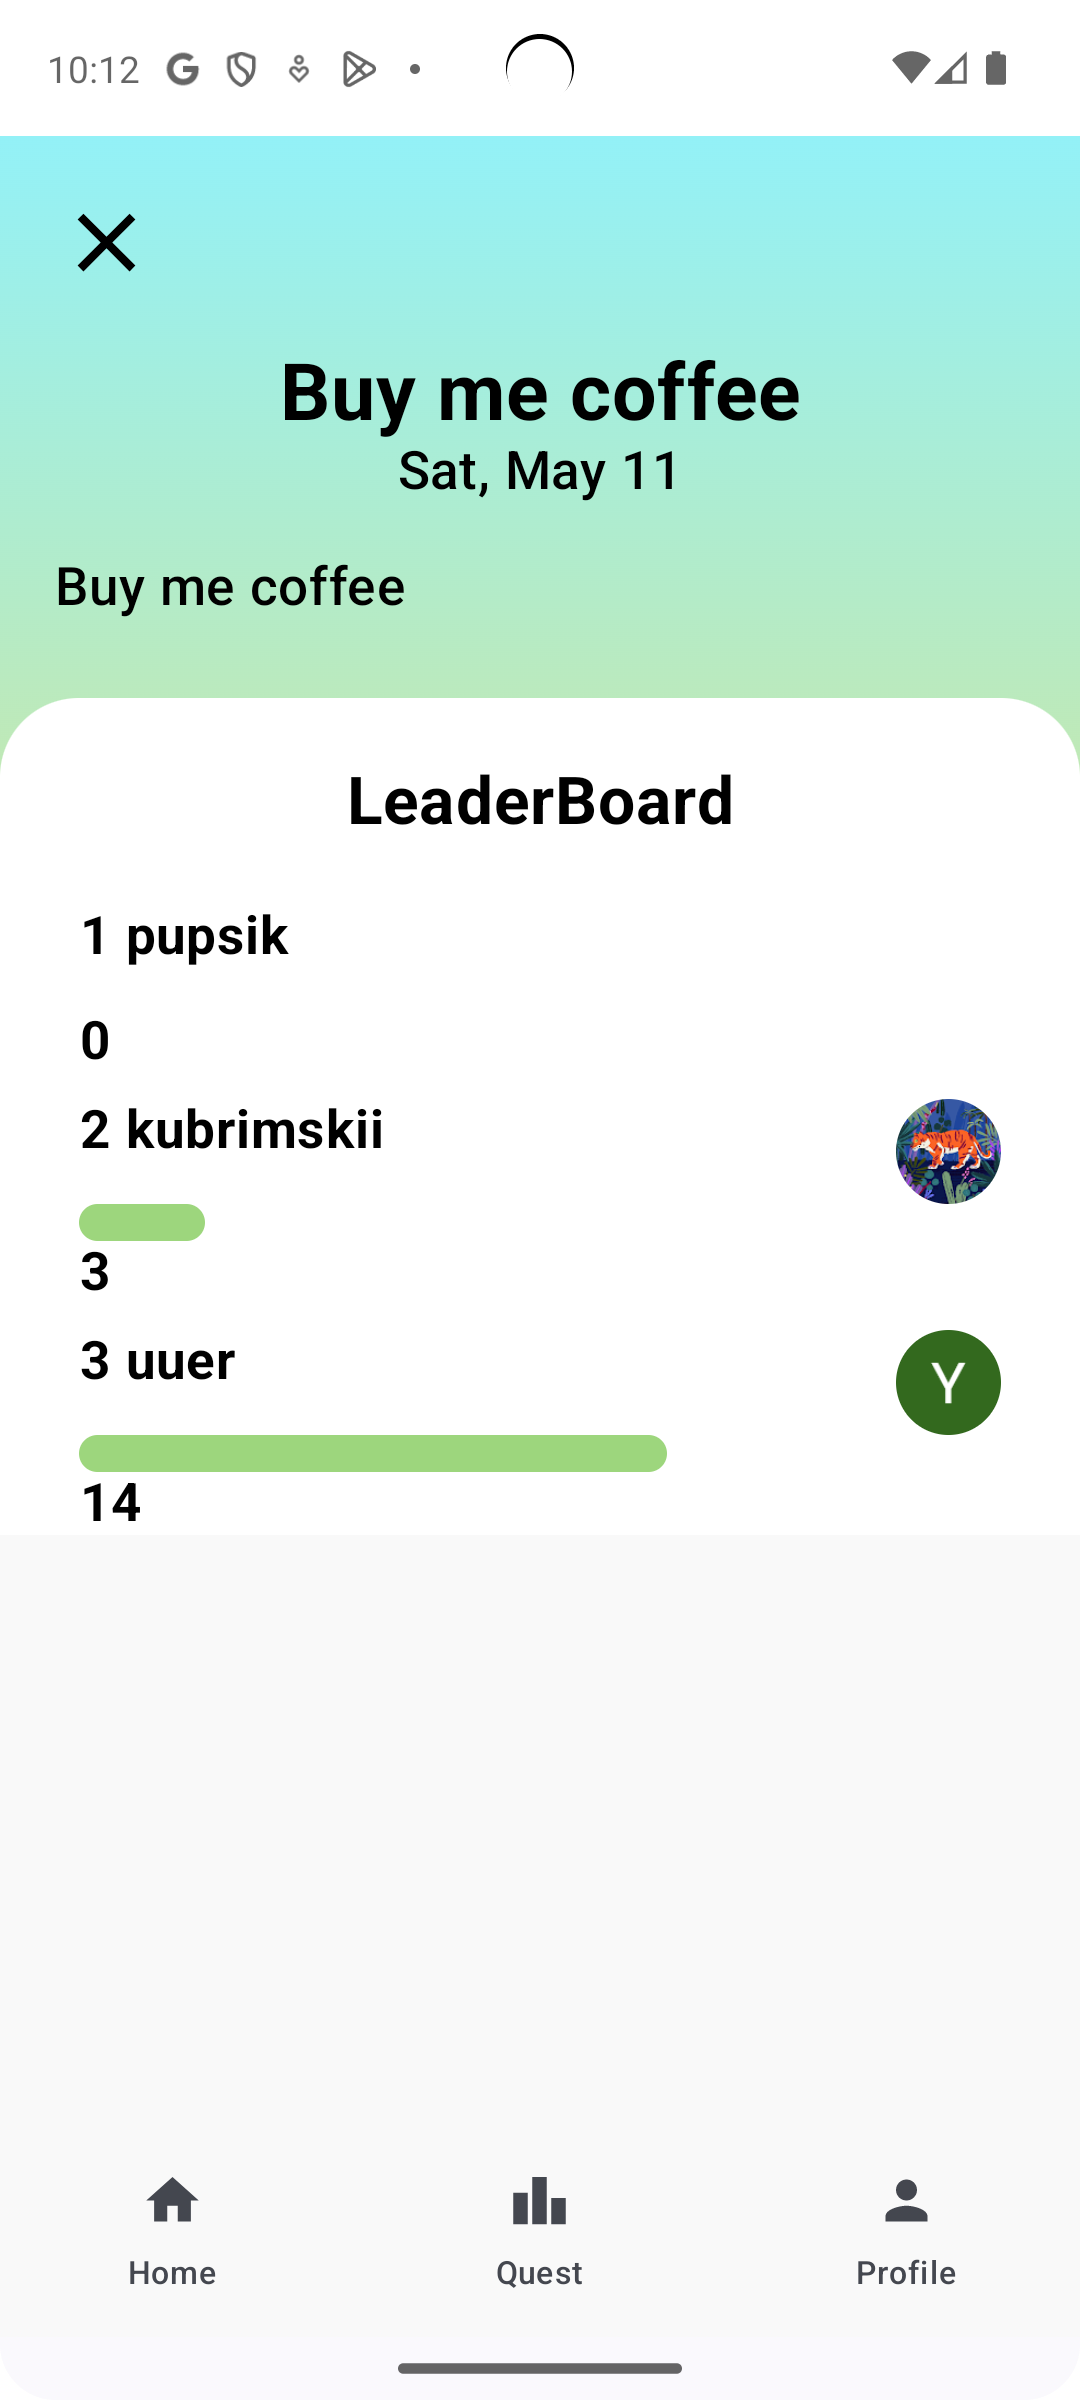 10:12
Buy me coffee
Sat, May 11
Buy me coffee
LeaderBoard
1 pupsik
0
2 kubrimskii
3
3 uuer
Y
14
Home
Quest
Profile